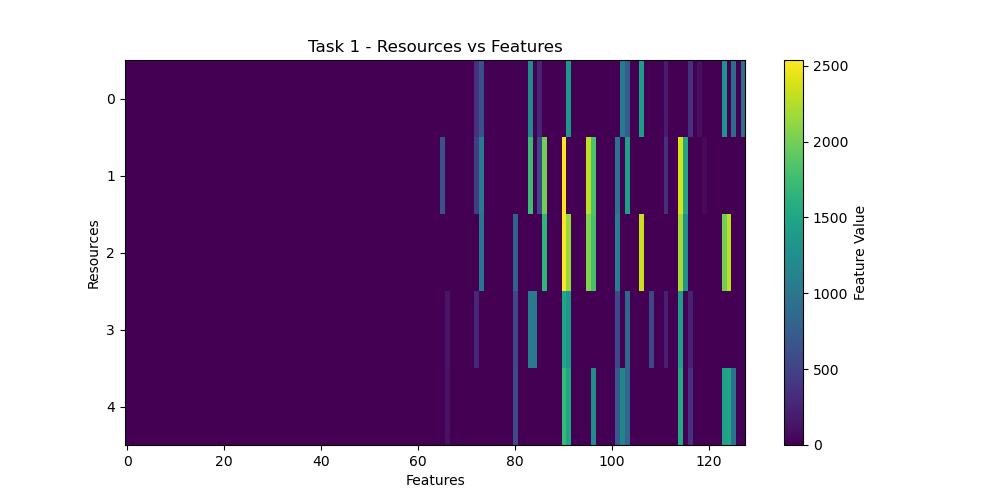 Task 1 - Resources vs Features
Resources
0
1
2
3
4
0 20 40 60 80 100 120
Features
2500
2000
1500
1000
500
0
Feature Value